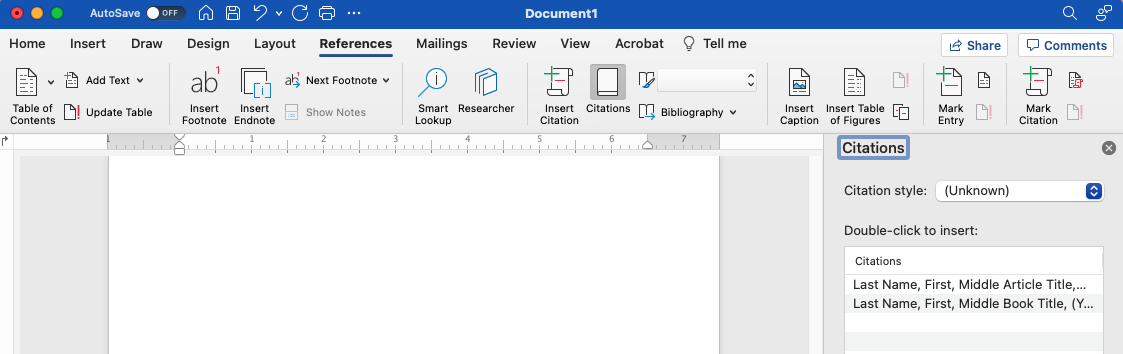 AutoSave OFF Document1
Home Insert Draw Design Layout References Mailings Review View Acrobat Tell me Share Comments
Table of Contents
Add Text
Update Table
ab1
Insert Footnote
Insert Endnote
ab1 Next Footnote
Show Notes
Smart Lookup
Researcher
Insert Citation
Citations
Bibliography
Insert Caption
Insert Table of Figures
Mark Entry
Mark Citation
1 1 2 3 4 5 6 7
Citations
Citation style: (Unknown)
Double-click to insert:
Citations
Last Name, First, Middle Article Title,...
Last Name, First, Middle Book Title, (Y...